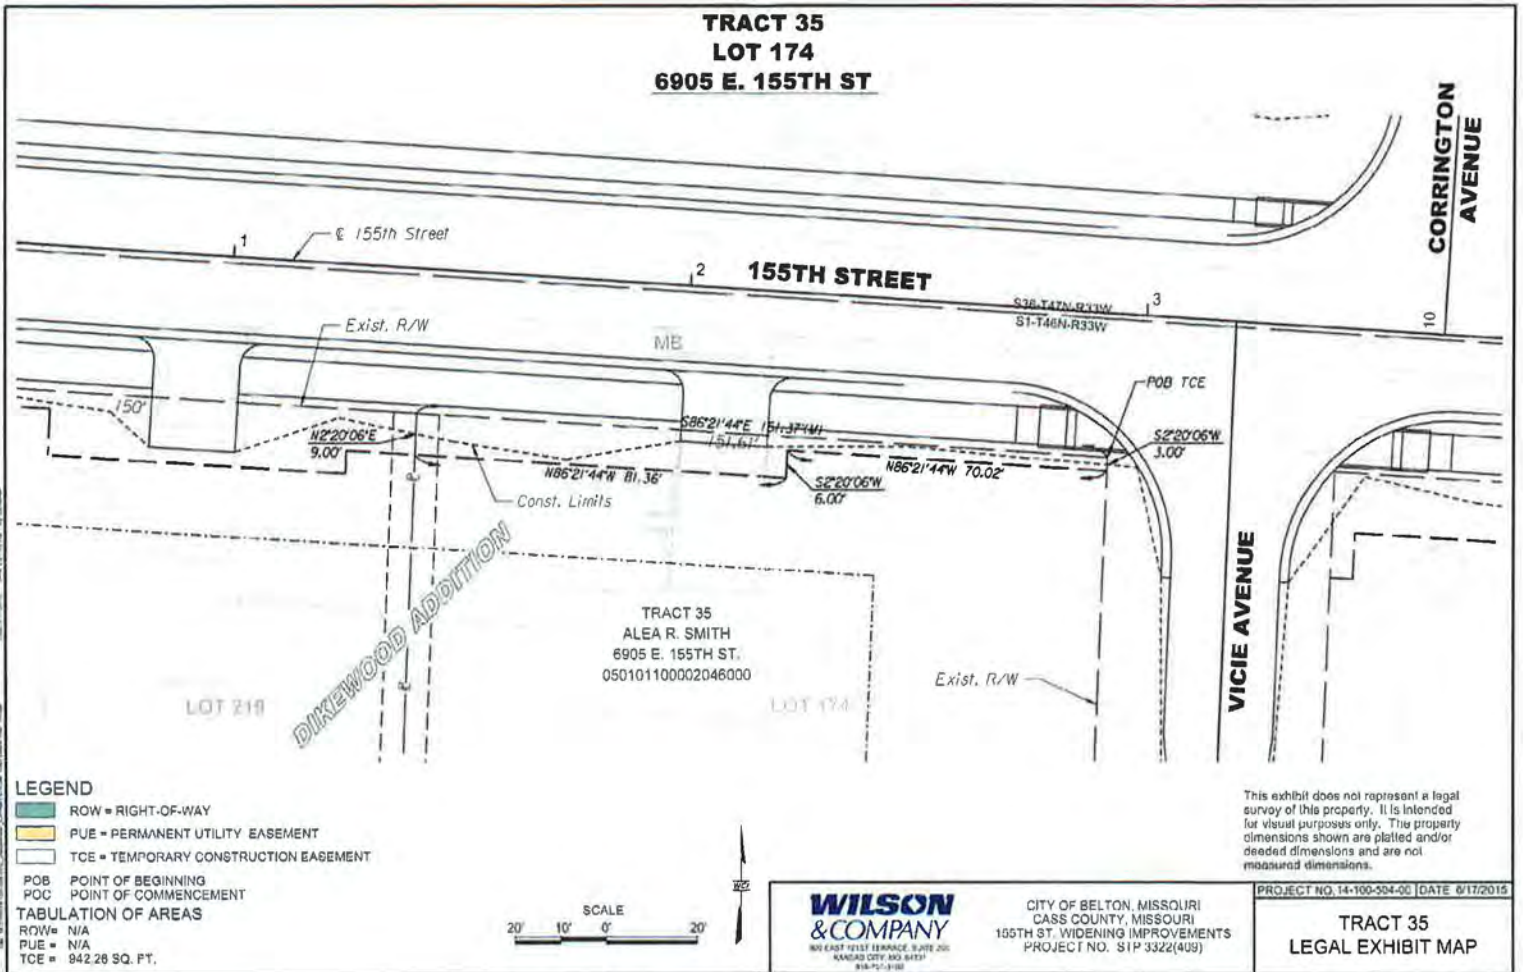 TRACT 35
LOT 174
6905 E. 155TH ST
CORRINGTON
AVENUE
₵ 155th Street
1
2
155TH STREET
3
S36-T47N-R33W
S1-T46N-R33W
10
Exist. R/W
MB
POB TCE
150'
N2°20'06"E
9.00'
S86°21'44"E 151.37'(M)
151.61'
S2°20'06"W
3.00'
N86°21'44"W 81.36'
N86°21'44"W 70.02'
S2°20'06"W
6.00'
Const. Limits
DIKEWOOD ADDITION
VICIE AVENUE
TRACT 35
ALEA R. SMITH
6905 E. 155TH ST.
050101100002046000
Exist. R/W
LOT 219
LOT 174
LEGEND
ROW = RIGHT-OF-WAY
PUE = PERMANENT UTILITY EASEMENT
TCE = TEMPORARY CONSTRUCTION EASEMENT
POB POINT OF BEGINNING
POC POINT OF COMMENCEMENT
TABULATION OF AREAS
ROW= N/A
PUE = N/A
TCE = 942.26 SQ. FT.
SCALE
20' 10' 0' 20'
This exhibit does not represent a legal
survey of this property. It is intended
for visual purposes only. The property
dimensions shown are platted and/or
deeded dimensions and are not
measured dimensions.
WILSON
&COMPANY
CITY OF BELTON, MISSOURI
CASS COUNTY, MISSOURI
155TH ST. WIDENING IMPROVEMENTS
PROJECT NO. STP 3322(409)
PROJECT NO. 14-100-504-00 DATE 6/17/2015
TRACT 35
LEGAL EXHIBIT MAP